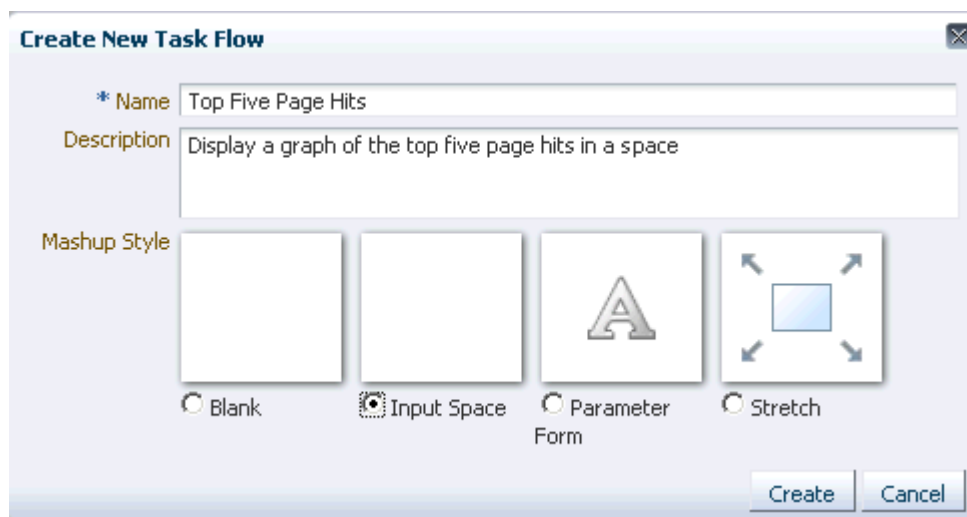 Create New Task Flow
* Name Top Five Page Hits
Description Display a graph of the top five page hits in a space
Mashup Style
A
Blank Input Space Parameter Form Stretch
Create Cancel